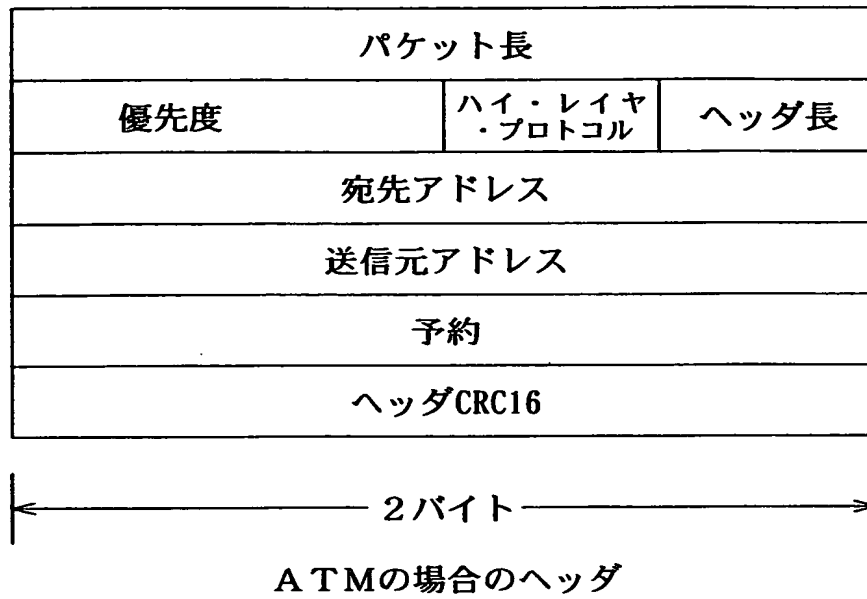 パケット長
優先度
ハイ・レイヤ
・プロトコル
ヘッダ長
宛先アドレス
送信元アドレス
予約
ヘッダCRC16
2バイト
ATMの場合のヘッダ